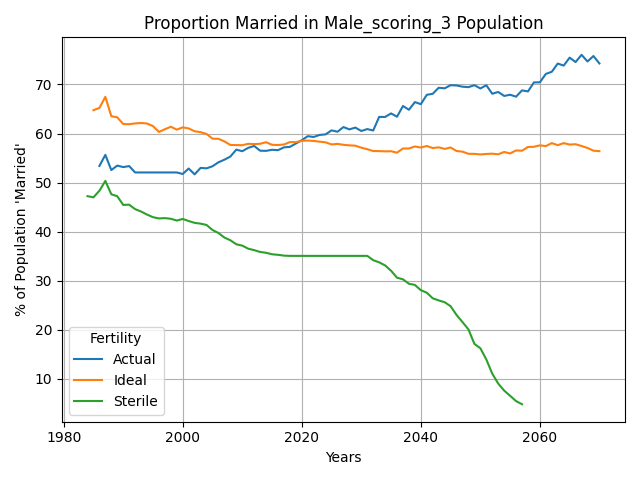 Proportion Married in Male_scoring_3 Population
% of Population 'Married'
70
60
50
40
30
20
10
Fertility
Actual
Ideal
Sterile
1980
2000
2020
2040
2060
Years